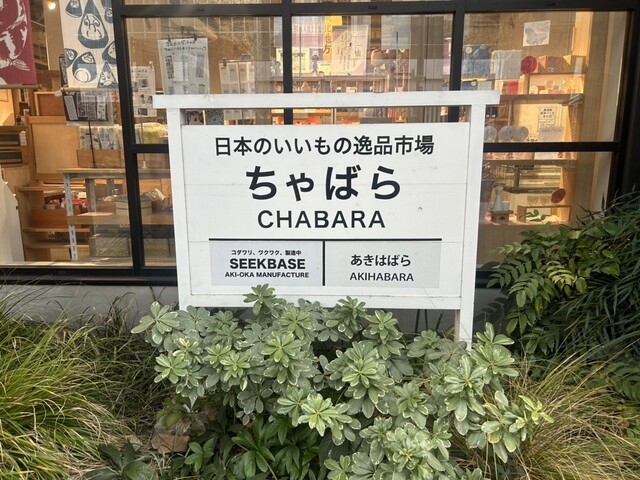 日本のいいもの逸品市場
ちゃばら
CHABARA
コダワリ、ワクワク、製造中
SEEKBASE
AKI-OKA MANUFACTURE
あきはばら
AKIHABARA